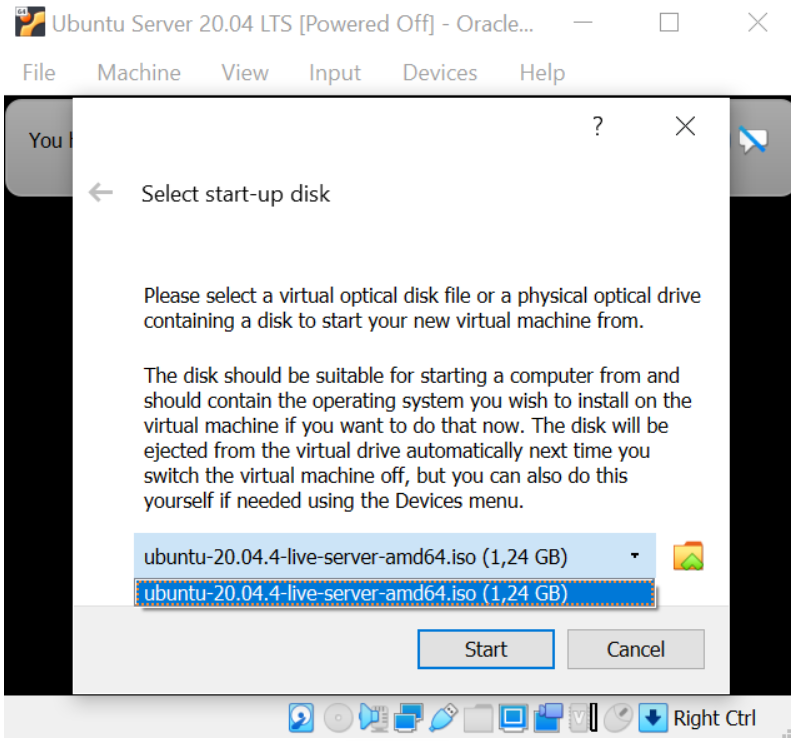 Ubuntu Server 20.04 LTS [Powered Off] - Oracle...
File Machine View Input Devices Help
You
?
Select start-up disk
Please select a virtual optical disk file or a physical optical drive
containing a disk to start your new virtual machine from.
The disk should be suitable for starting a computer from and
should contain the operating system you wish to install on the
virtual machine if you want to do that now. The disk will be
ejected from the virtual drive automatically next time you
switch the virtual machine off, but you can also do this
yourself if needed using the Devices menu.
ubuntu-20.04.4-live-server-amd64.iso (1,24 GB)
ubuntu-20.04.4-live-server-amd64.iso (1,24 GB)
Start Cancel
Right Ctrl